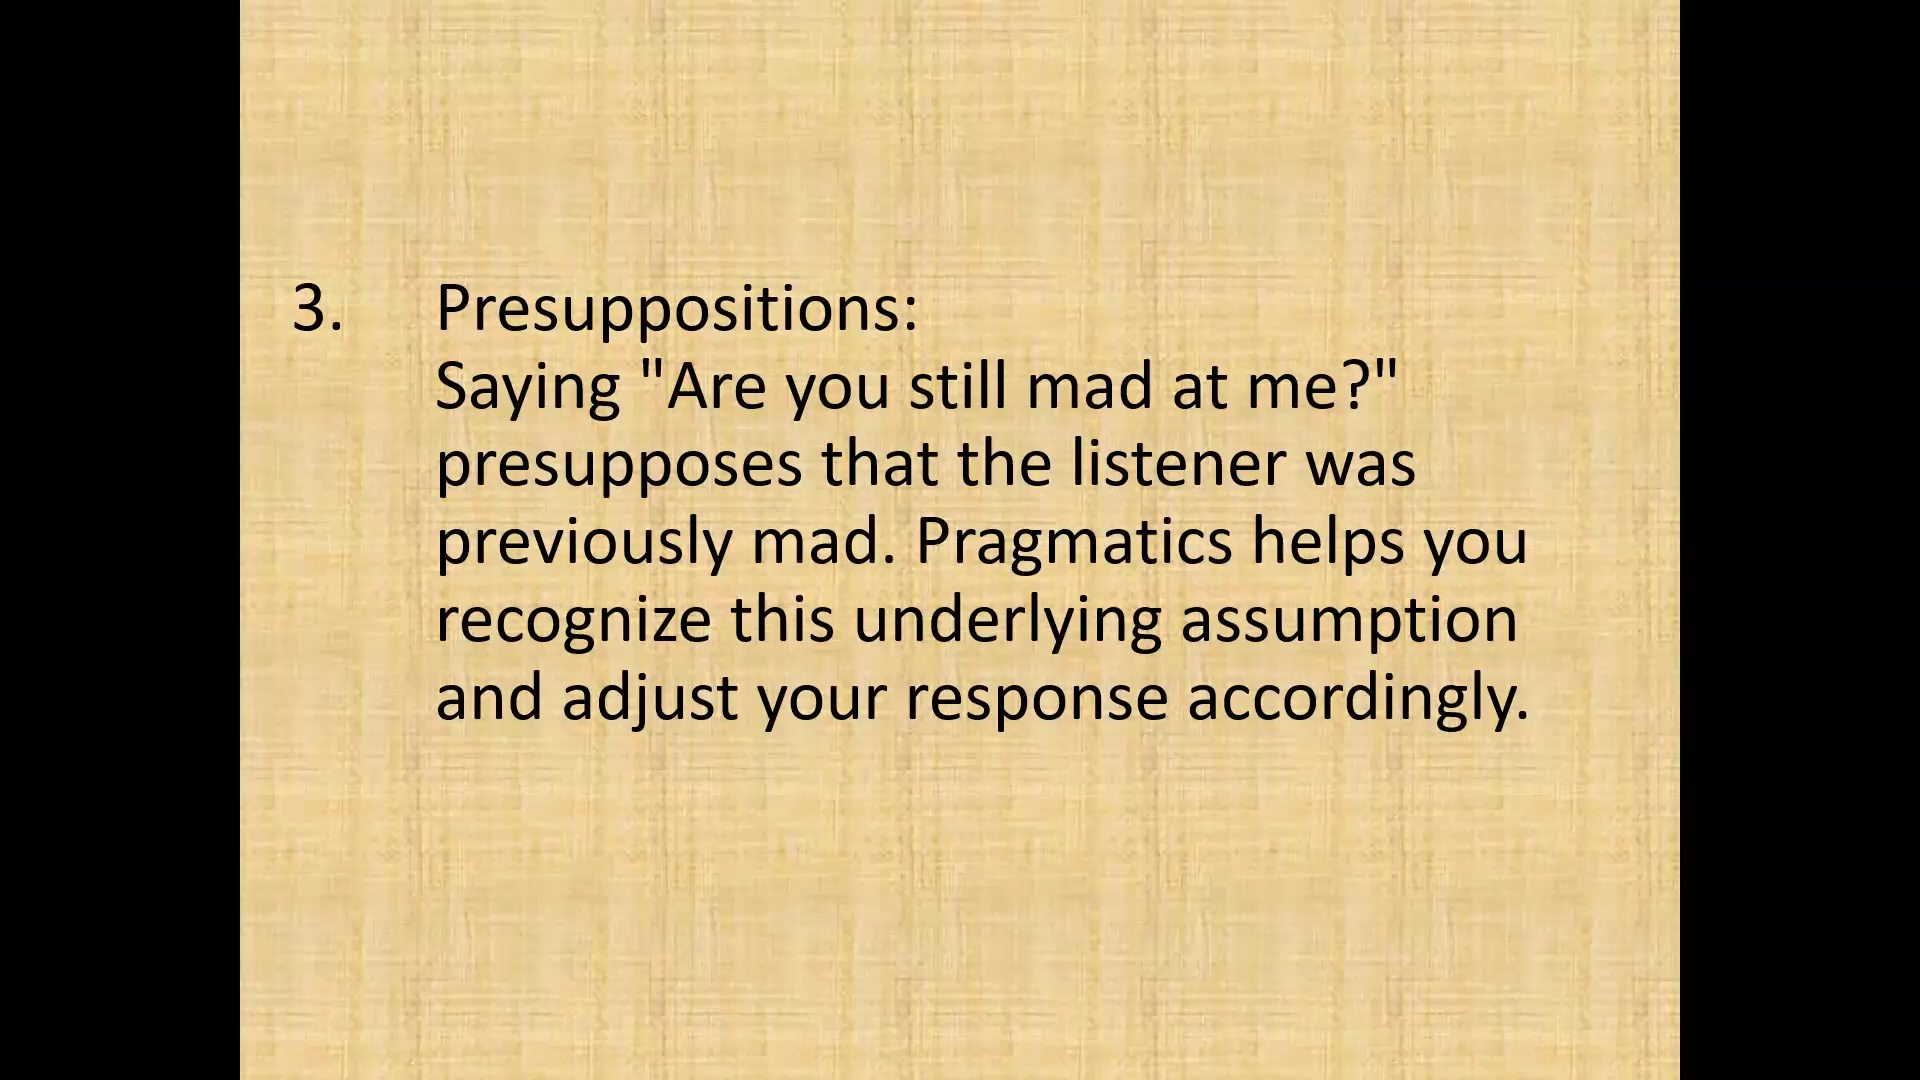 3. Presuppositions:
Saying "Are you still mad at me?"
presupposes that the listener was
previously mad. Pragmatics helps you
recognize this underlying assumption
and adjust your response accordingly.